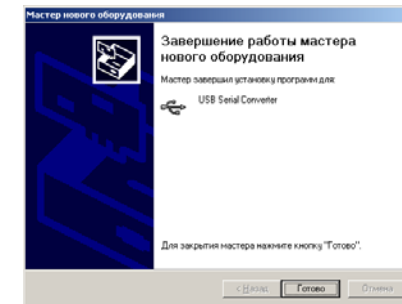 Мастер нового оборудования
Завершение работы мастера
нового оборудования
Мастер завершил установку программ для:
USB Serial Converter
Для закрытия мастера нажмите кнопку "Готово".
< Назад
Готово
Отмена